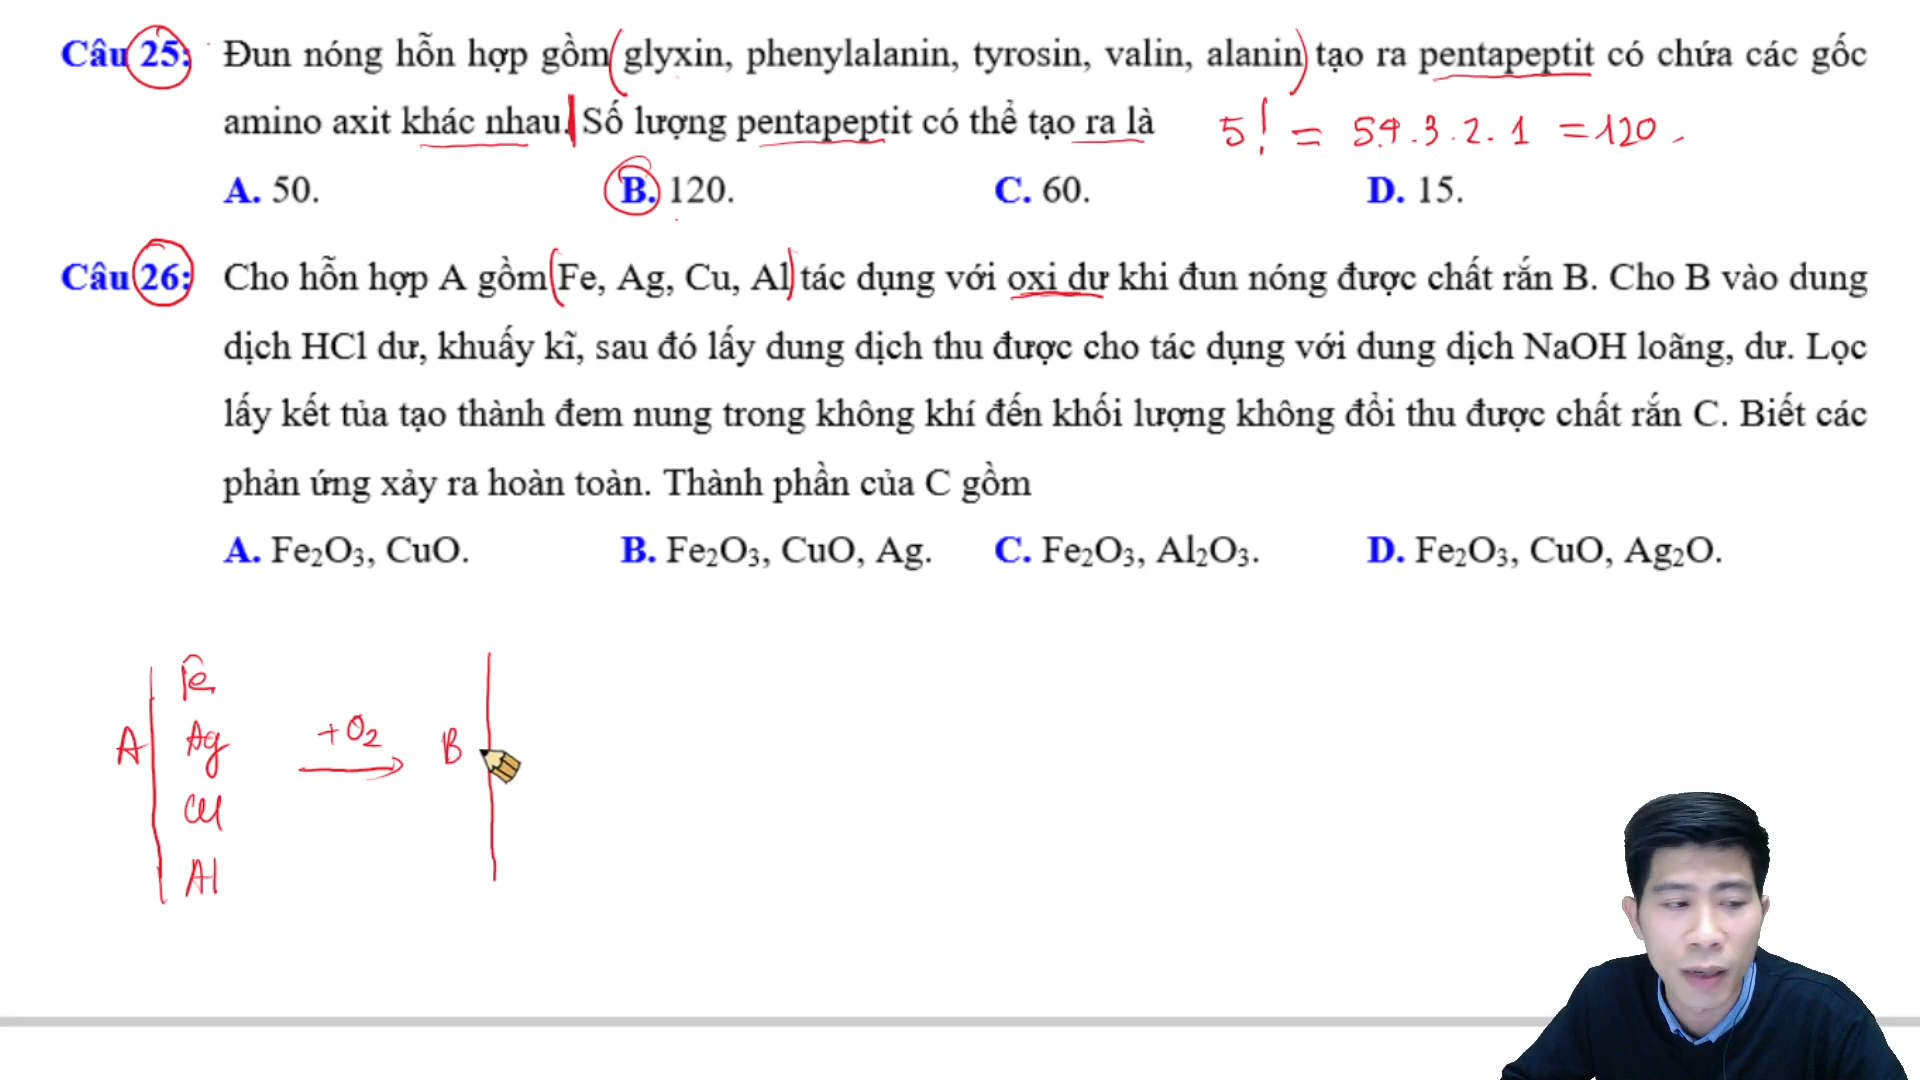 Câu 25: Đun nóng hỗn hợp gồm (glyxin, phenylalanin, tyrosin, valin, alanin) tạo ra pentapeptit có chứa các gốc
amino axit khác nhau. Số lượng pentapeptit có thể tạo ra là 5! = 5.4.3.2.1 = 120.
A. 50. B. 120. C. 60. D. 15.
Câu 26: Cho hỗn hợp A gồm (Fe, Ag, Cu, Al) tác dụng với oxi dư khi đun nóng được chất rắn B. Cho B vào dung
dịch HCl dư, khuấy kĩ, sau đó lấy dung dịch thu được cho tác dụng với dung dịch NaOH loãng, dư. Lọc
lấy kết tủa tạo thành đem nung trong không khí đến khối lượng không đổi thu được chất rắn C. Biết các
phản ứng xảy ra hoàn toàn. Thành phần của C gồm
A. Fe₂O₃, CuO. B. Fe₂O₃, CuO, Ag. C. Fe₂O₃, Al₂O₃. D. Fe₂O₃, CuO, Ag₂O.
Fe
A Ag +O₂ B
Cu
Al